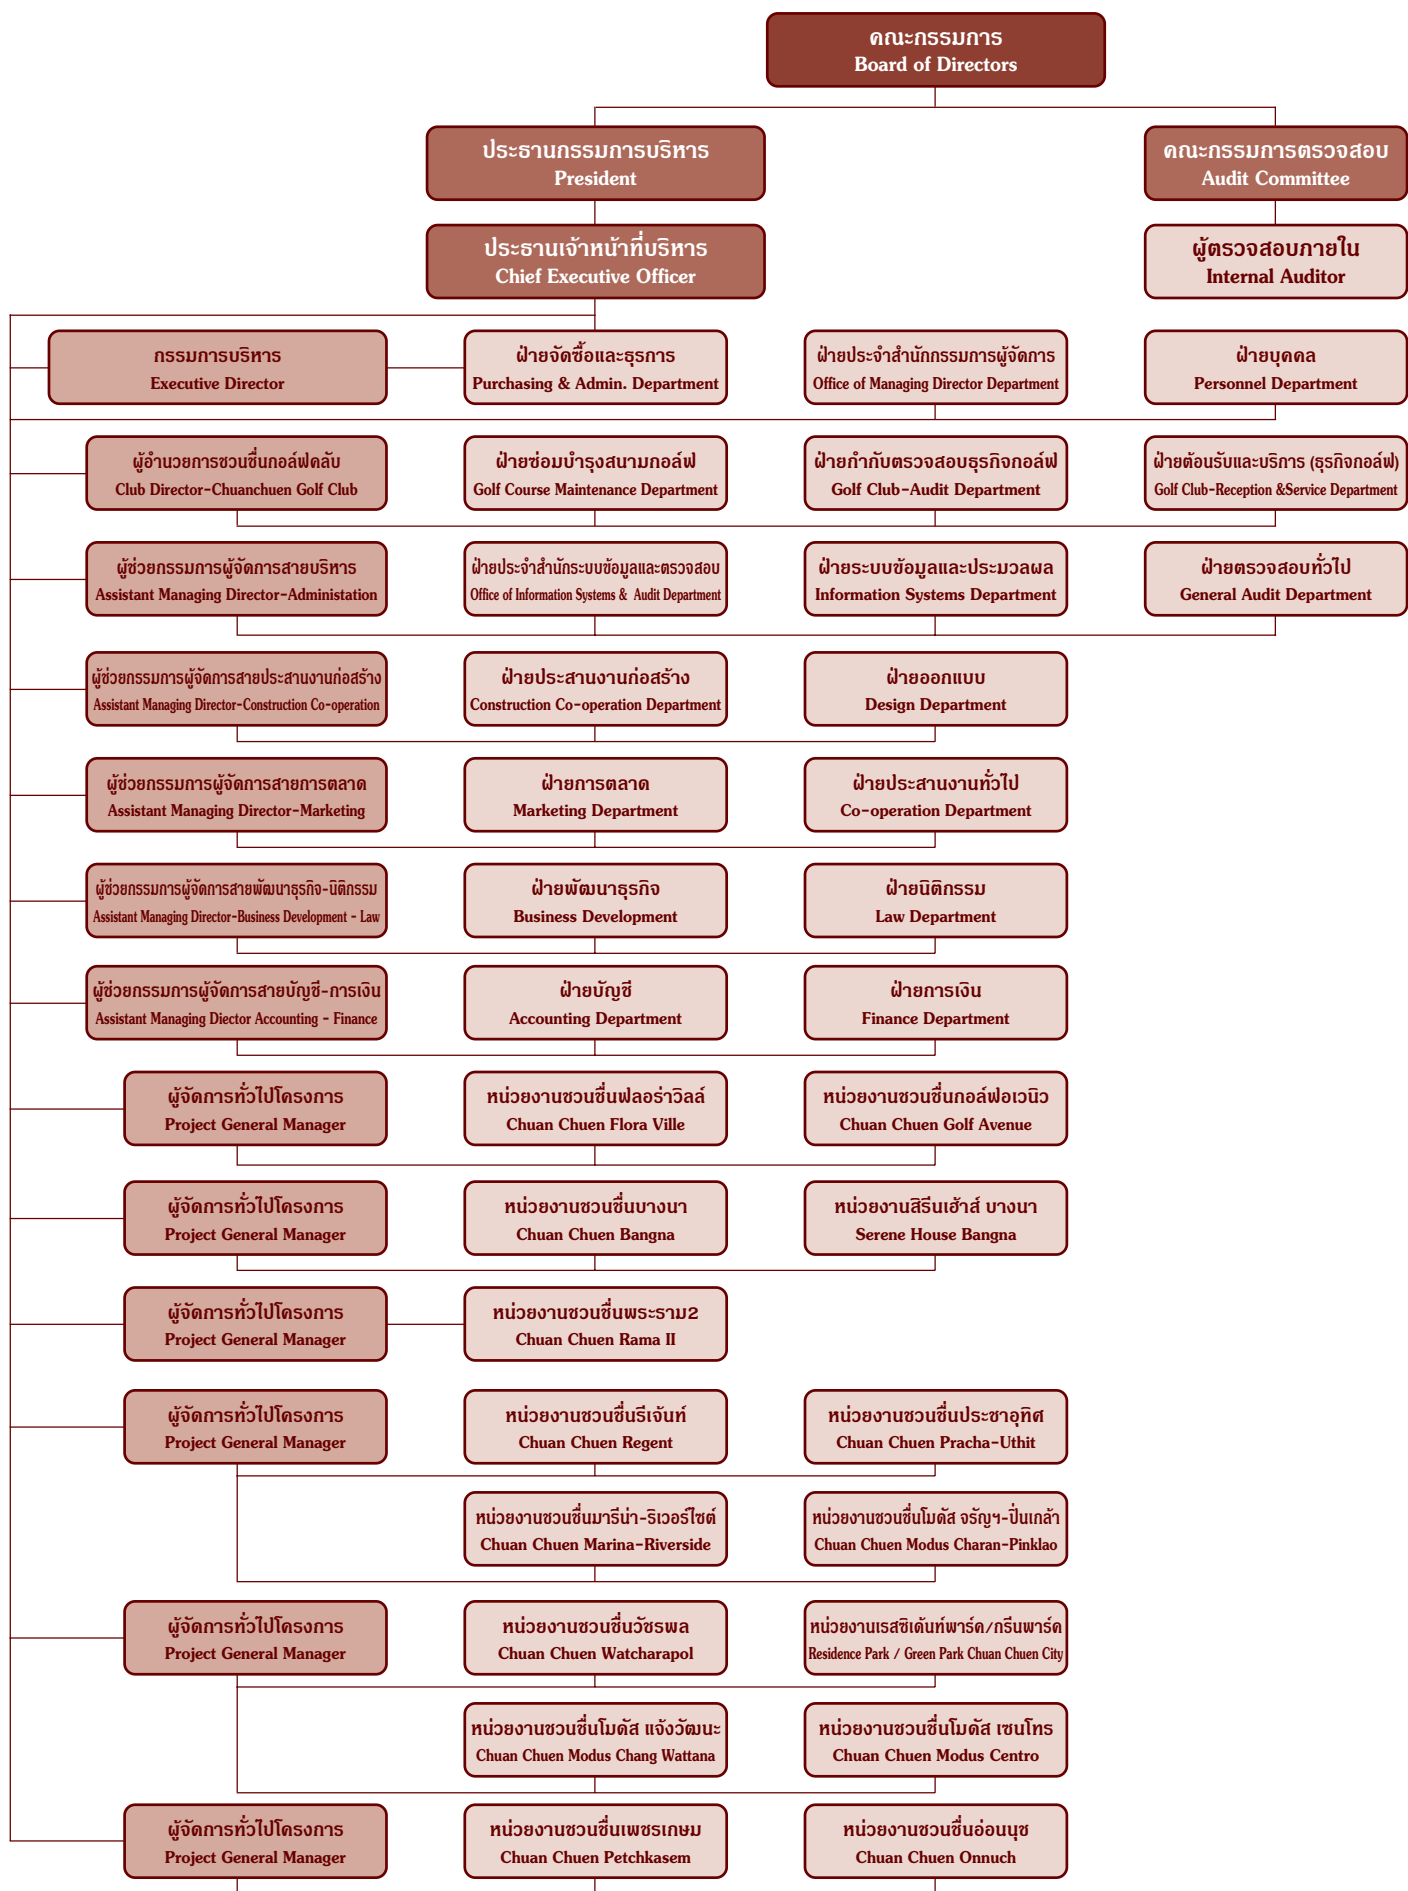 คณะกรรมการ
Board of Directors
ประธานกรรมการบริหาร
President
คณะกรรมการตรวจสอบ
Audit Committee
ประธานเจ้าหน้าที่บริหาร
Chief Executive Officer
ผู้ตรวจสอบภายใน
Internal Auditor
กรรมการบริหาร
Executive Director
ฝ่ายจัดซื้อและธุรการ
Purchasing & Admin. Department
ฝ่ายประจำสำนักกรรมการผู้จัดการ
Office of Managing Director Department
ฝ่ายบุคคล
Personnel Department
ผู้อำนวยการชวนชื่นกอล์ฟคลับ
Club Director-Chuanchuen Golf Club
ฝ่ายซ่อมบำรุงสนามกอล์ฟ
Golf Course Maintenance Department
ฝ่ายกำกับตรวจสอบธุรกิจกอล์ฟ
Golf Club-Audit Department
ฝ่ายต้อนรับและบริการ (ธุรกิจกอล์ฟ)
Golf Club-Reception &Service Department
ผู้ช่วยกรรมการผู้จัดการสายบริหาร
Assistant Managing Director-Administation
ฝ่ายประจำสำนักระบบข้อมูลและตรวจสอบ
Office of Information Systems & Audit Department
ฝ่ายระบบข้อมูลและประมวลผล
Information Systems Department
ฝ่ายตรวจสอบทั่วไป
General Audit Department
ผู้ช่วยกรรมการผู้จัดการสายประสานงานก่อสร้าง
Assistant Managing Director-Construction Co-operation
ฝ่ายประสานงานก่อสร้าง
Construction Co-operation Department
ฝ่ายออกแบบ
Design Department
ผู้ช่วยกรรมการผู้จัดการสายการตลาด
Assistant Managing Director-Marketing
ฝ่ายการตลาด
Marketing Department
ฝ่ายประสานงานทั่วไป
Co-operation Department
ผู้ช่วยกรรมการผู้จัดการสายพัฒนาธุรกิจ-นิติกรรม
Assistant Managing Director-Business Development - Law
ฝ่ายพัฒนาธุรกิจ
Business Development
ฝ่ายนิติกรรม
Law Department
ผู้ช่วยกรรมการผู้จัดการสายบัญชี-การเงิน
Assistant Managing Diector Accounting - Finance
ฝ่ายบัญชี
Accounting Department
ฝ่ายการเงิน
Finance Department
ผู้จัดการทั่วไปโครงการ
Project General Manager
หน่วยงานชวนชื่นฟลอร่าวิลล์
Chuan Chuen Flora Ville
หน่วยงานชวนชื่นกอล์ฟอเวนิว
Chuan Chuen Golf Avenue
ผู้จัดการทั่วไปโครงการ
Project General Manager
หน่วยงานชวนชื่นบางนา
Chuan Chuen Bangna
หน่วยงานสิรีนเฮ้าส์ บางนา
Serene House Bangna
ผู้จัดการทั่วไปโครงการ
Project General Manager
หน่วยงานชวนชื่นพระราม2
Chuan Chuen Rama II
ผู้จัดการทั่วไปโครงการ
Project General Manager
หน่วยงานชวนชื่นรีเจ้นท์
Chuan Chuen Regent
หน่วยงานชวนชื่นประชาอุทิศ
Chuan Chuen Pracha-Uthit
หน่วยงานชวนชื่นมารีน่า-ริเวอร์ไซต์
Chuan Chuen Marina-Riverside
หน่วยงานชวนชื่นโมดัส จรัญฯ-ปิ่นเกล้า
Chuan Chuen Modus Charan-Pinklao
ผู้จัดการทั่วไปโครงการ
Project General Manager
หน่วยงานชวนชื่นวัชรพล
Chuan Chuen Watcharapol
หน่วยงานเรสซิเด้นท์พาร์ค/กรีนพาร์ค
Residence Park / Green Park Chuan Chuen City
หน่วยงานชวนชื่นโมดัส แจ้งวัฒนะ
Chuan Chuen Modus Chang Wattana
หน่วยงานชวนชื่นโมดัส เซนโทร
Chuan Chuen Modus Centro
ผู้จัดการทั่วไปโครงการ
Project General Manager
หน่วยงานชวนชื่นเพชรเกษม
Chuan Chuen Petchkasem
หน่วยงานชวนชื่นอ่อนนุช
Chuan Chuen Onnuch